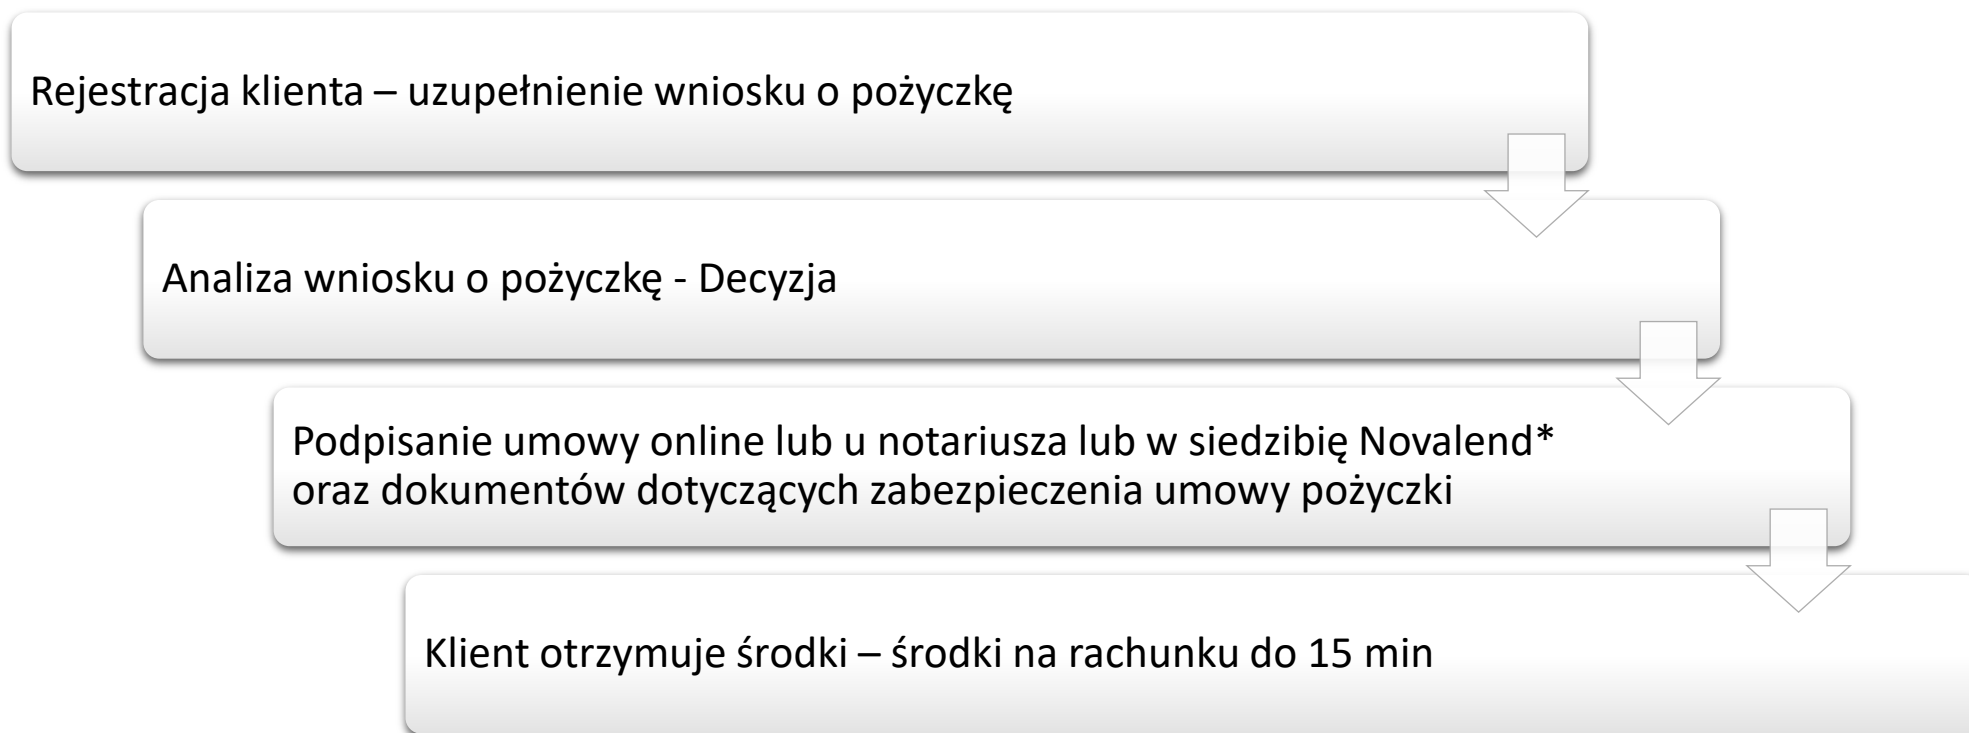 Rejestracja klienta – uzupełnienie wniosku o pożyczkę
Analiza wniosku o pożyczkę - Decyzja
Podpisanie umowy online lub u notariusza lub w siedzibię Novalend*
oraz dokumentów dotyczących zabezpieczenia umowy pożyczki
Klient otrzymuje środki – środki na rachunku do 15 min